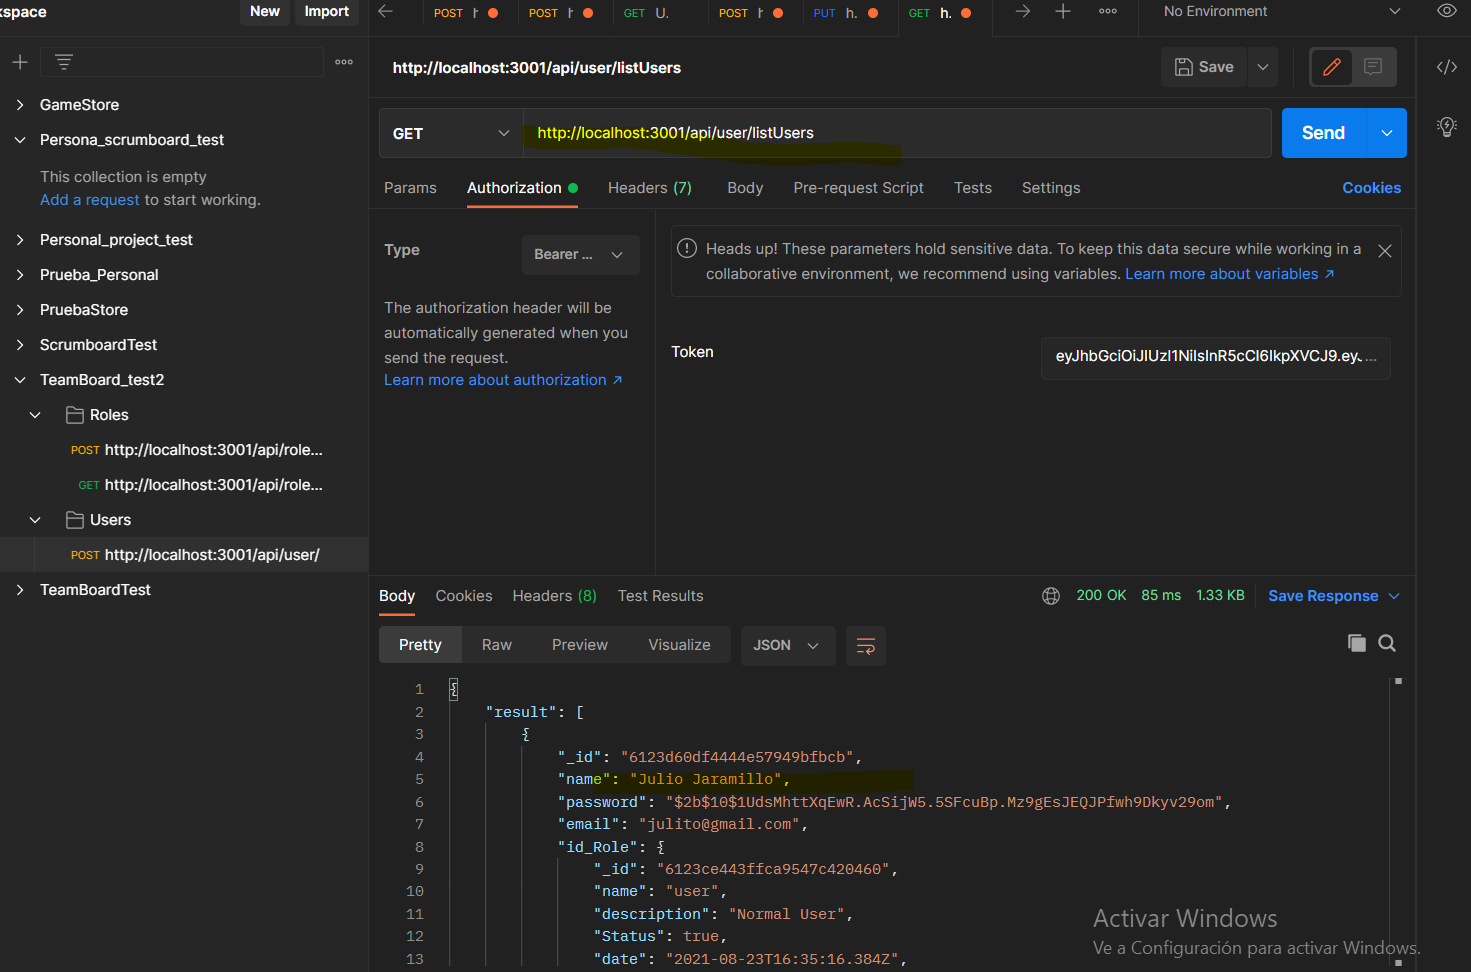 kspace
New
Import
POST
POST
GET U.
POST
PUT h.
GET h.
No Environment
http://localhost:3001/api/user/listUsers
Save
GET
http://localhost:3001/api/user/listUsers
Send
Params
Authorization
Headers (7)
Body
Pre-request Script
Tests
Settings
Cookies
Type
Bearer ...
The authorization header will be
automatically generated when you
send the request.
Learn more about authorization ↗
Heads up! These parameters hold sensitive data. To keep this data secure while working in a
collaborative environment, we recommend using variables. Learn more about variables ↗
Token
eyJhbGciOiJIUzI1NiIsInR5cCI6IkpXVCJ9.eyJ...
GameStore
Persona_scrumboard_test
This collection is empty
Add a request to start working.
Personal_project_test
Prueba_Personal
PruebaStore
ScrumboardTest
TeamBoard_test2
Roles
POST http://localhost:3001/api/role...
GET http://localhost:3001/api/role...
Users
POST http://localhost:3001/api/user/
TeamBoardTest
Body
Cookies
Headers (8)
Test Results
200 OK
85 ms
1.33 KB
Save Response
Pretty
Raw
Preview
Visualize
JSON
1 {
2 "result": [
3 {
4 "_id": "6123d60df4444e57949bfbcb",
5 "name": "Julio Jaramillo",
6 "password": "$2b$10$1UdsMhttXqEwR.AcSijW5.5SFcuBp.Mz9gEsJEQJPfwh9Dkyv29om",
7 "email": "julito@gmail.com",
8 "id_Role": {
9 "_id": "6123ce443ffca9547c420460",
10 "name": "user",
11 "description": "Normal User",
12 "Status": true,
13 "date": "2021-08-23T16:35:16.384Z",
Activar Windows
Ve a Configuración para activar Windows.